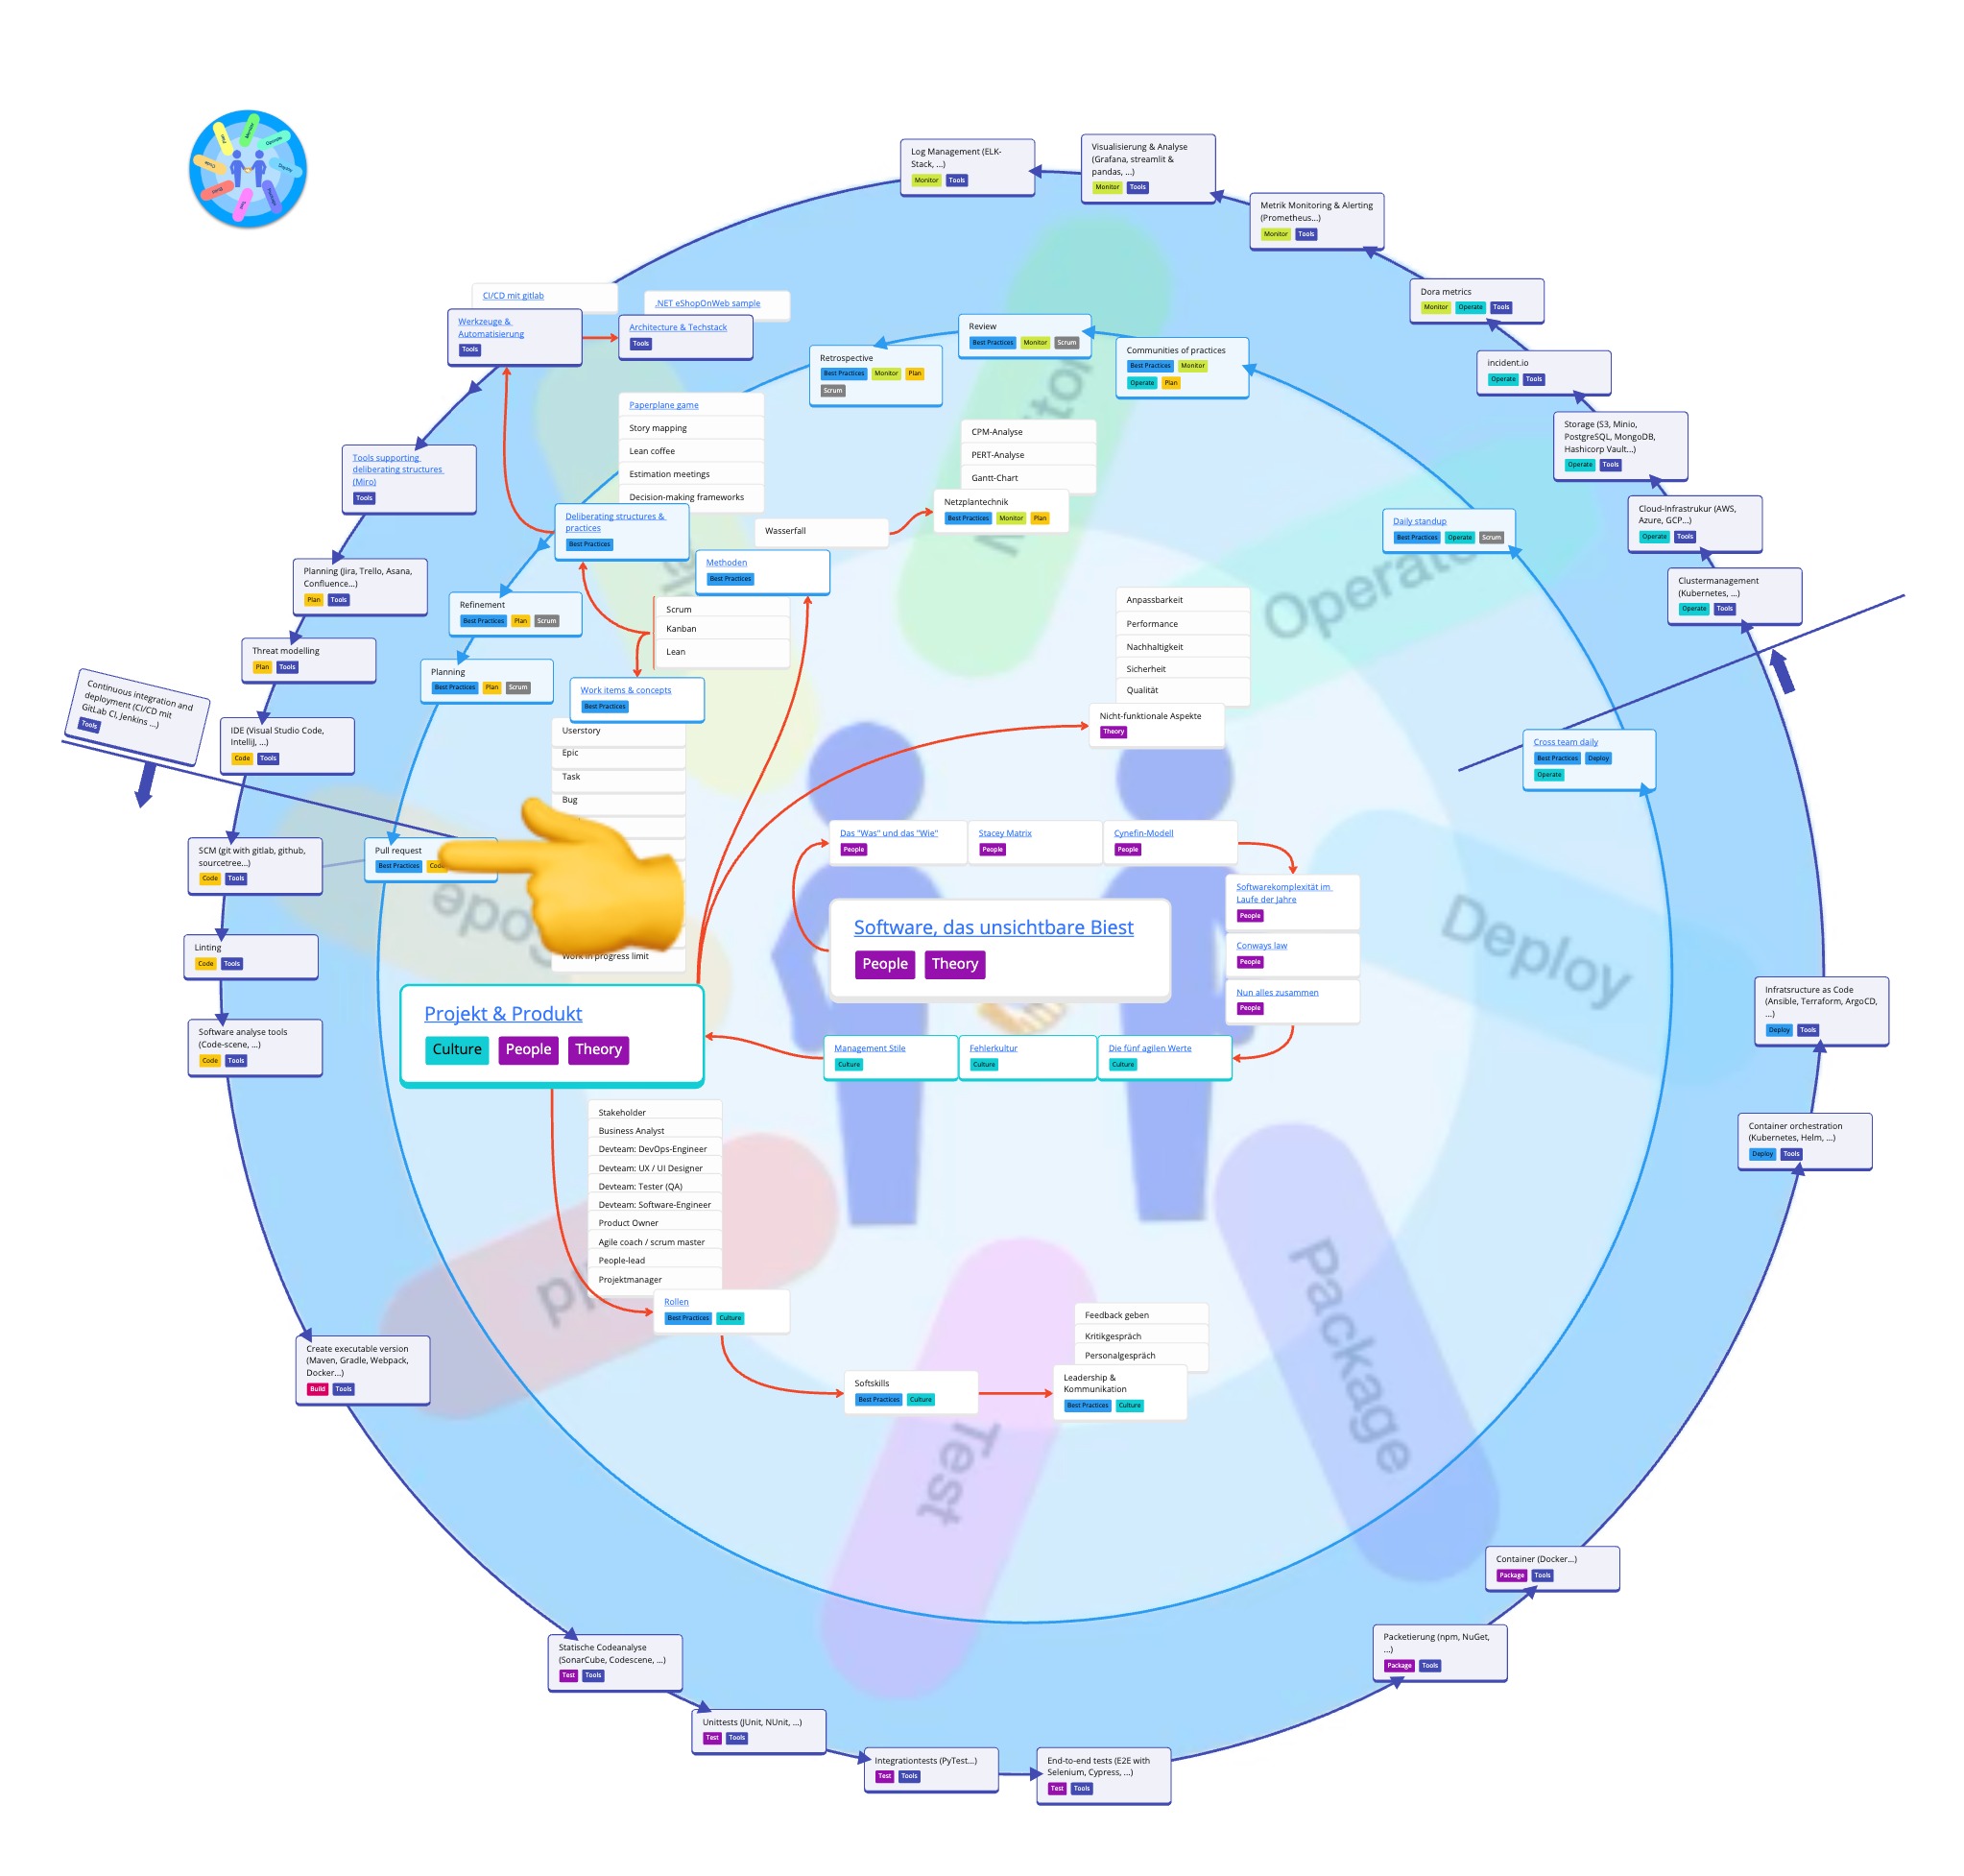 Log Management (ELK-
Stack, ...)
Monitor Tools
Visualisierung & Analyse
(Grafana, streamlit &
pandas, ...)
Monitor Tools
Metrik Monitoring & Alerting
(Prometheus...)
Monitor Tools
Dora metrics
Monitor Operate Tools
incident.io
Operate Tools
Storage (S3, Minio,
PostgreSQL, MongoDB,
Hashicorp Vault...)
Operate Tools
Cloud-Infrastrukur (AWS,
Azure, GCP...)
Operate Tools
Clustermanagement
(Kubernetes, ...)
Operate Tools
CI/CD mit gitlab
Werkzeuge &
Automatisierung
Tools
.NET eShopOnWeb sample
Architecture & Techstack
Tools
Review
Best Practices Monitor Scrum
Retrospective
Best Practices Monitor Plan
Scrum
Communities of practices
Best Practices Monitor
Operate Plan
Paperplane game
Story mapping
Lean coffee
Estimation meetings
Decision-making frameworks
Deliberating structures &
practices
Best Practices
CPM-Analyse
PERT-Analyse
Gantt-Chart
Netzplantechnik
Best Practices Monitor Plan
Wasserfall
Methoden
Best Practices
Daily standup
Best Practices Operate Scrum
Tools supporting
deliberating structures
(Miro)
Tools
Planning (Jira, Trello, Asana,
Confluence...)
Plan Tools
Threat modelling
Plan Tools
Refinement
Best Practices Plan Scrum
Planning
Best Practices Plan Scrum
Scrum
Kanban
Lean
Work items & concepts
Best Practices
Userstory
Epic
Task
Bug
Work in progress limit
Anpassbarkeit
Performance
Nachhaltigkeit
Sicherheit
Qualität
Nicht-funktionale Aspekte
Theory
Operate
Cross team daily
Best Practices Deploy
Operate
Continuous integration and
deployment (CI/CD mit
GitLab CI, Jenkins ...)
Tools
IDE (Visual Studio Code,
IntelliJ, ...)
Code Tools
SCM (git with gitlab, github,
sourcetree...)
Code Tools
Pull request
Best Practices
Linting
Code Tools
Software analyse tools
(Code-scene, ...)
Code Tools
Das "Was" und das "Wie"
People
Stacey Matrix
People
Cynefin-Modell
People
Software, das unsichtbare Biest
People Theory
Softwarekomplexität im
Laufe der Jahre
People
Conways law
People
Nun alles zusammen
People
Deploy
Projekt & Produkt
Culture People Theory
Management Stile
Culture
Fehlerkultur
Culture
Die fünf agilen Werte
Culture
Infratsructure as Code
(Ansible, Terraform, ArgoCD,
...)
Deploy Tools
Container orchestration
(Kubernetes, Helm, ...)
Deploy Tools
Stakeholder
Business Analyst
Devteam: DevOps-Engineer
Devteam: UX / UI Designer
Devteam: Tester (QA)
Devteam: Software-Engineer
Product Owner
Agile coach / scrum master
People-lead
Projektmanager
Rollen
Best Practices Culture
Softskills
Best Practices Culture
Feedback geben
Kritikgespräch
Personalgespräch
Leadership &
Kommunikation
Best Practices Culture
Package
Test
Create executable version
(Maven, Gradle, Webpack,
Docker...)
Build Tools
Statische Codeanalyse
(SonarCube, Codescene, ...)
Test Tools
Unittests (JUnit, NUnit, ...)
Test Tools
Integrationtests (PyTest...)
Test Tools
End-to-end tests (E2E with
Selenium, Cypress, ...)
Test Tools
Packetierung (npm, NuGet,
...)
Package Tools
Container (Docker...)
Package Tools